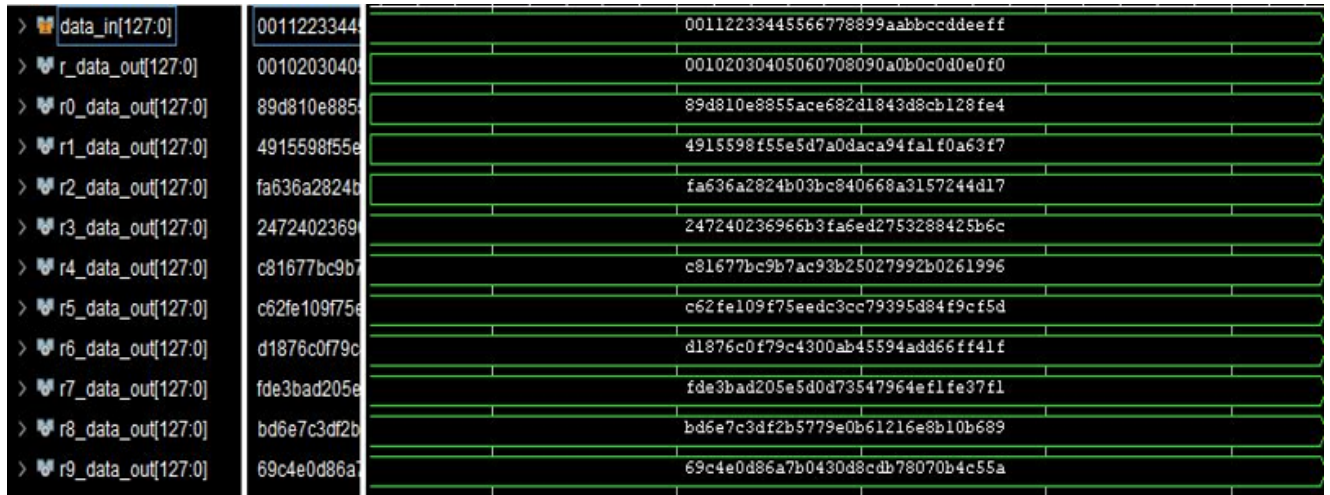 data_in[127:0] 001122334455 00112233445566778899aabbccddeeff
r_data_out[127:0] 001020304050 00102030405060708090a0b0c0d0e0f0
r0_data_out[127:0] 89d810e8855 89d810e8855ace682d1843d8cb128fe4
r1_data_out[127:0] 4915598f55e 4915598f55e5d7a0daca94fa1f0a63f7
r2_data_out[127:0] fa636a2824b fa636a2824b03bc840668a3157244d17
r3_data_out[127:0] 2472402369 247240236966b3fa6ed2753288425b6c
r4_data_out[127:0] c81677bc9b7 c81677bc9b7ac93b25027992b0261996
r5_data_out[127:0] c62fe109f75e c62fe109f75eedc3cc79395d84f9cf5d
r6_data_out[127:0] d1876c0f79c d1876c0f79c4300ab45594add66ff41f
r7_data_out[127:0] fde3bad205e fde3bad205e5d0d73547964ef1fe37f1
r8_data_out[127:0] bd6e7c3df2b bd6e7c3df2b5779e0b61216e8b10b689
r9_data_out[127:0] 69c4e0d86a7 69c4e0d86a7b0430d8cdb78070b4c55a